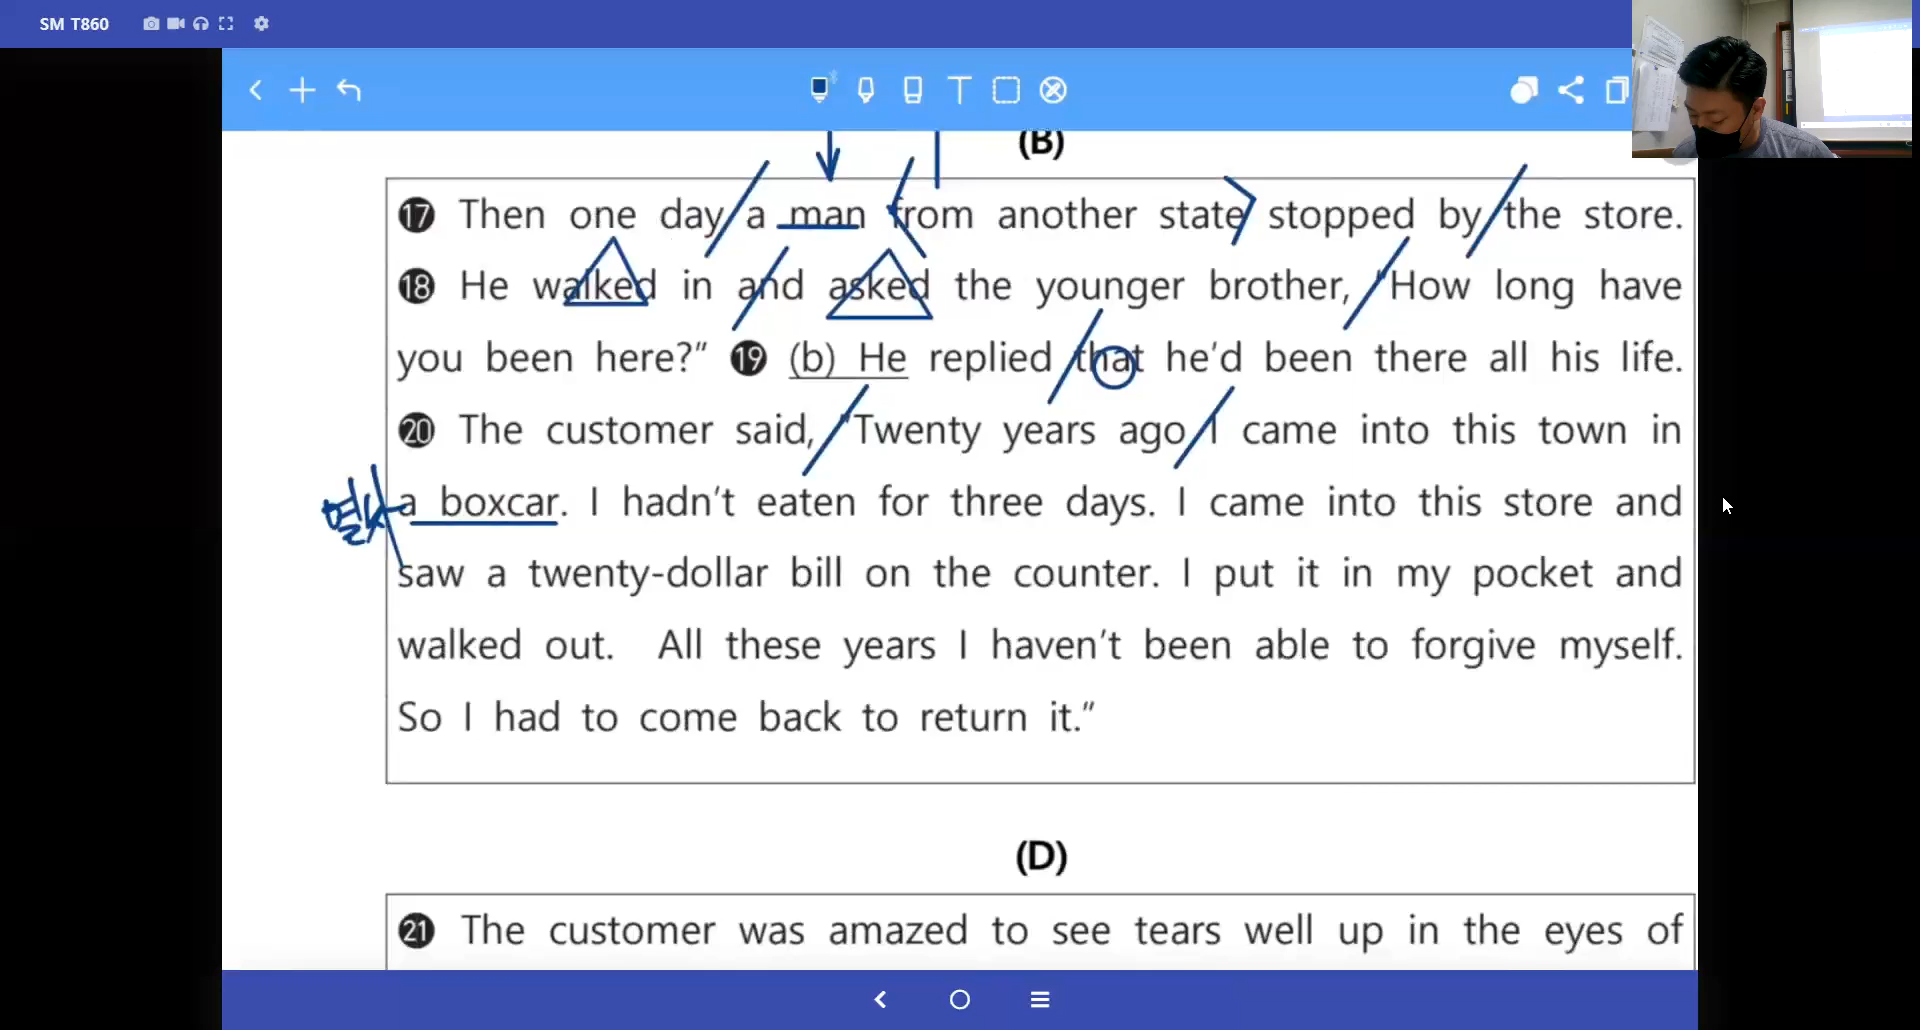 SM T860
(B)
⓱ Then one day a man from another state stopped by the store.
⓲ He walked in and asked the younger brother, "How long have
you been here?" ⓳ (b) He replied that he'd been there all his life.
⓴ The customer said, "Twenty years ago I came into this town in
열차
a boxcar. I hadn't eaten for three days. I came into this store and
saw a twenty-dollar bill on the counter. I put it in my pocket and
walked out. All these years I haven't been able to forgive myself.
So I had to come back to return it."
(D)
㉑ The customer was amazed to see tears well up in the eyes of